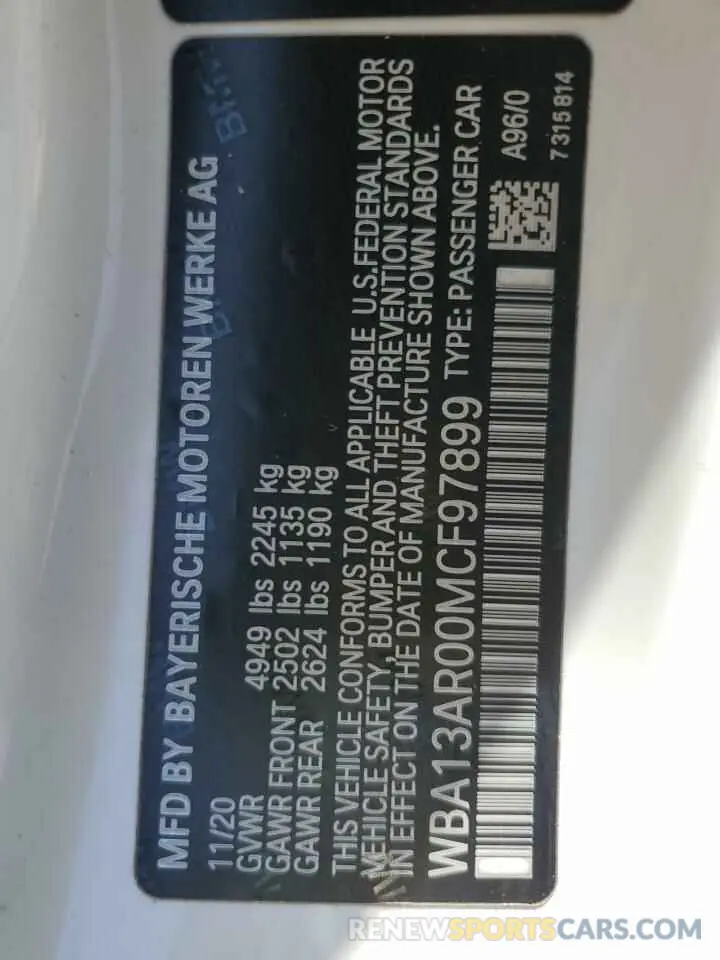 MFD BY BAYERISCHE MOTOREN WERKE AG
11/20
GVWR 4949 lbs 2245 kg
GAWR FRONT 2502 lbs 1135 kg
GAWR REAR 2624 lbs 1190 kg
THIS VEHICLE CONFORMS TO ALL APPLICABLE U.S.FEDERAL MOTOR
VEHICLE SAFETY, BUMPER AND THEFT PREVENTION STANDARDS
IN EFFECT ON THE DATE OF MANUFACTURE SHOWN ABOVE.
WBA13AR00MCF97899 TYPE: PASSENGER CAR
A96/0
7 315 814
RENEWSPORTSCARS.COM